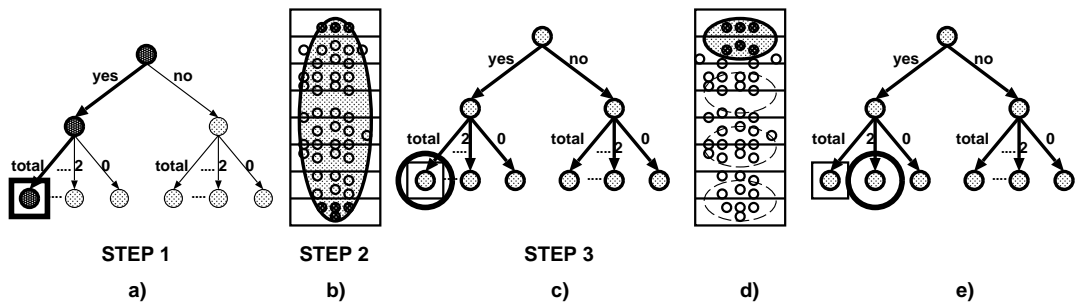 yes no
total .... 2 0 total .... 2 0
yes no
total .... 2 0 total .... 2 0
yes no
total 2 0 total .... 2 0
STEP 1 STEP 2 STEP 3
a) b) c) d) e)